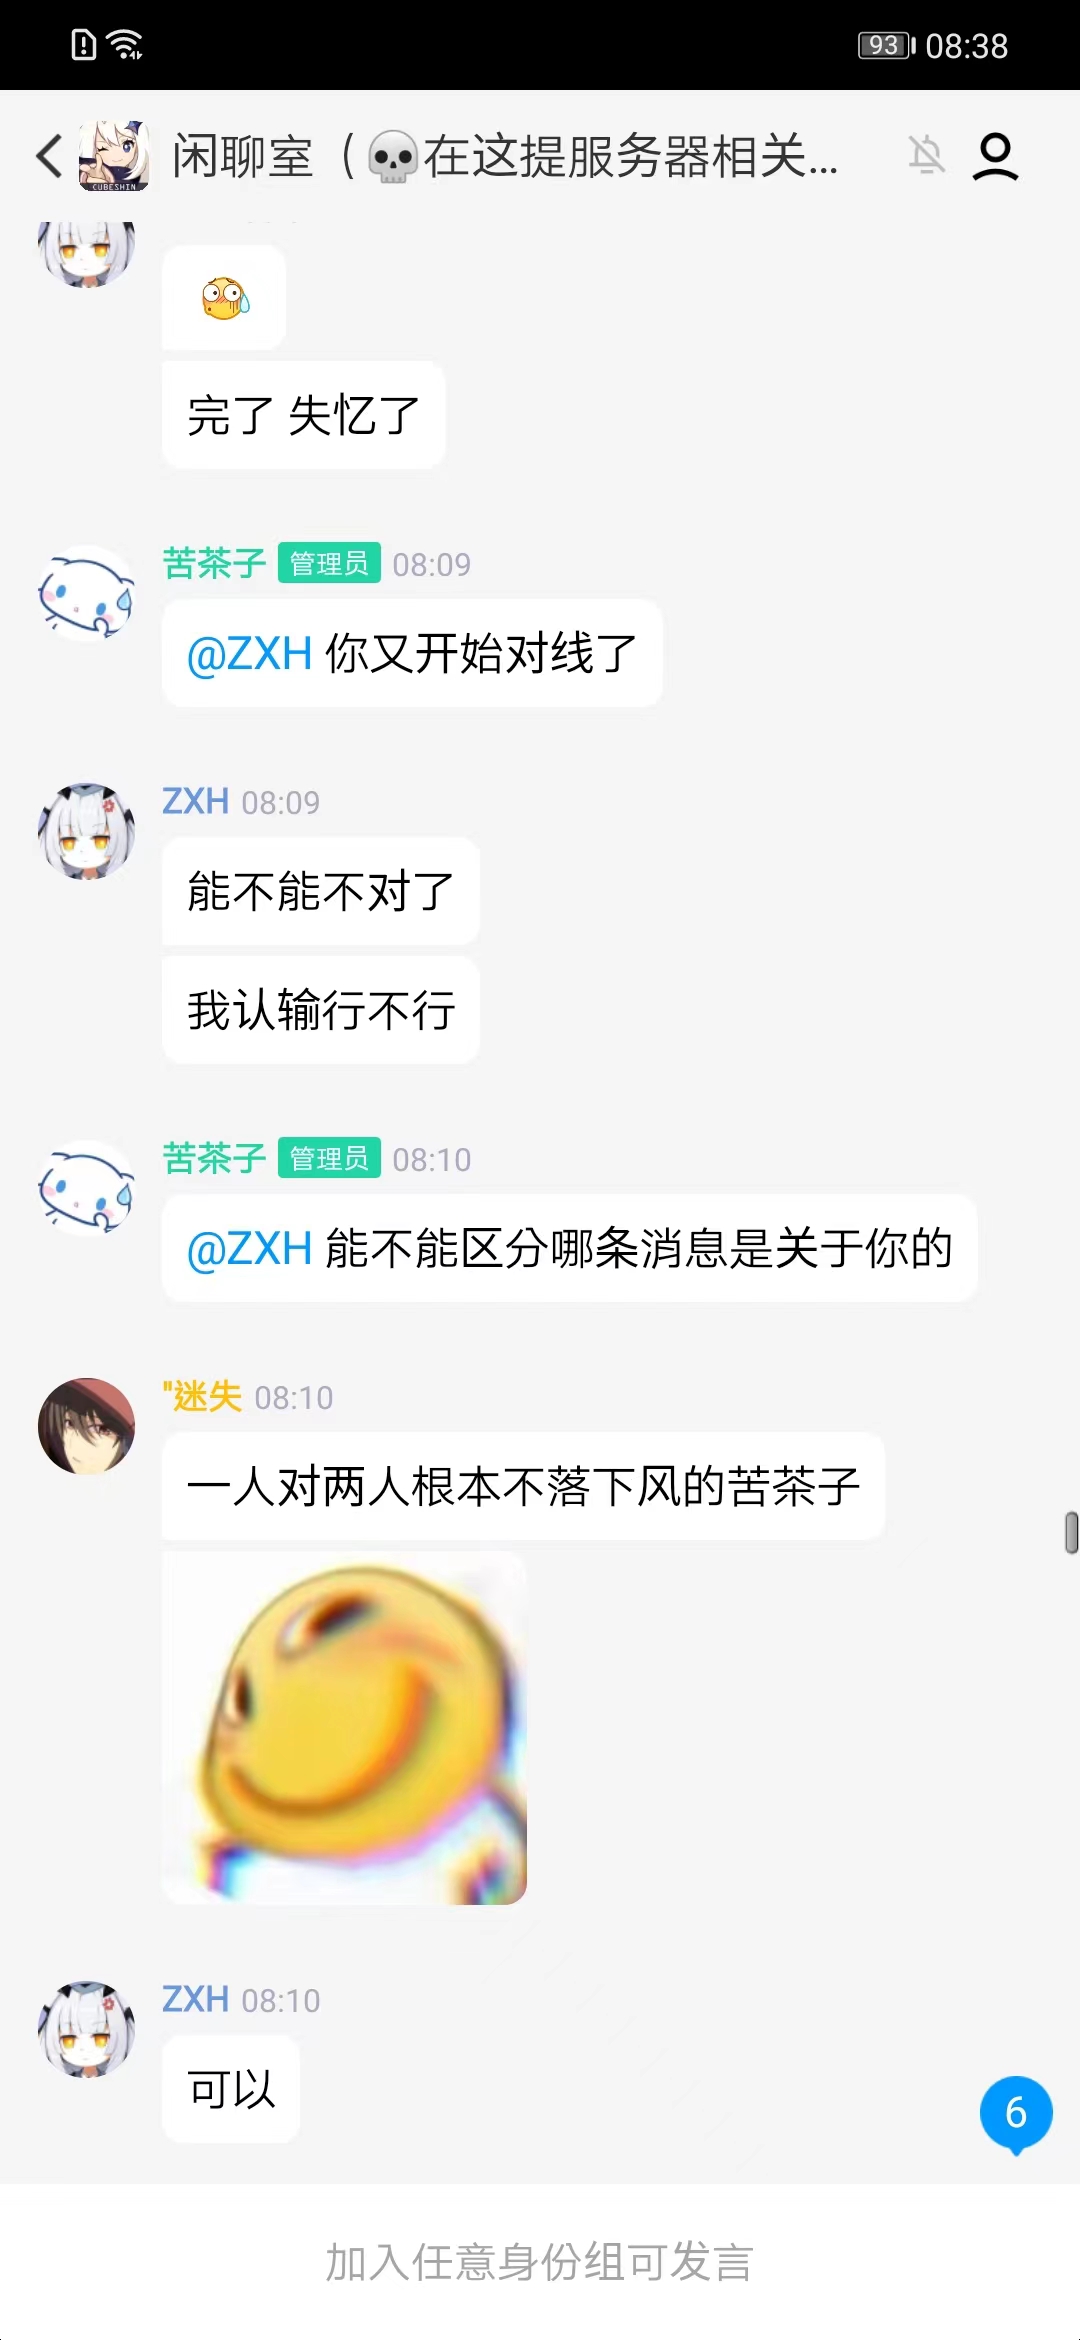 93 08:38
CUBESHIN
闲聊室（💀在这提服务器相关...
完了 失忆了
苦茶子 管理员 08:09
@ZXH 你又开始对线了
ZXH 08:09
能不能不对了
我认输行不行
苦茶子 管理员 08:10
@ZXH 能不能区分哪条消息是关于你的
"迷失 08:10
一人对两人根本不落下风的苦茶子
ZXH 08:10
可以
6
加入任意身份组可发言